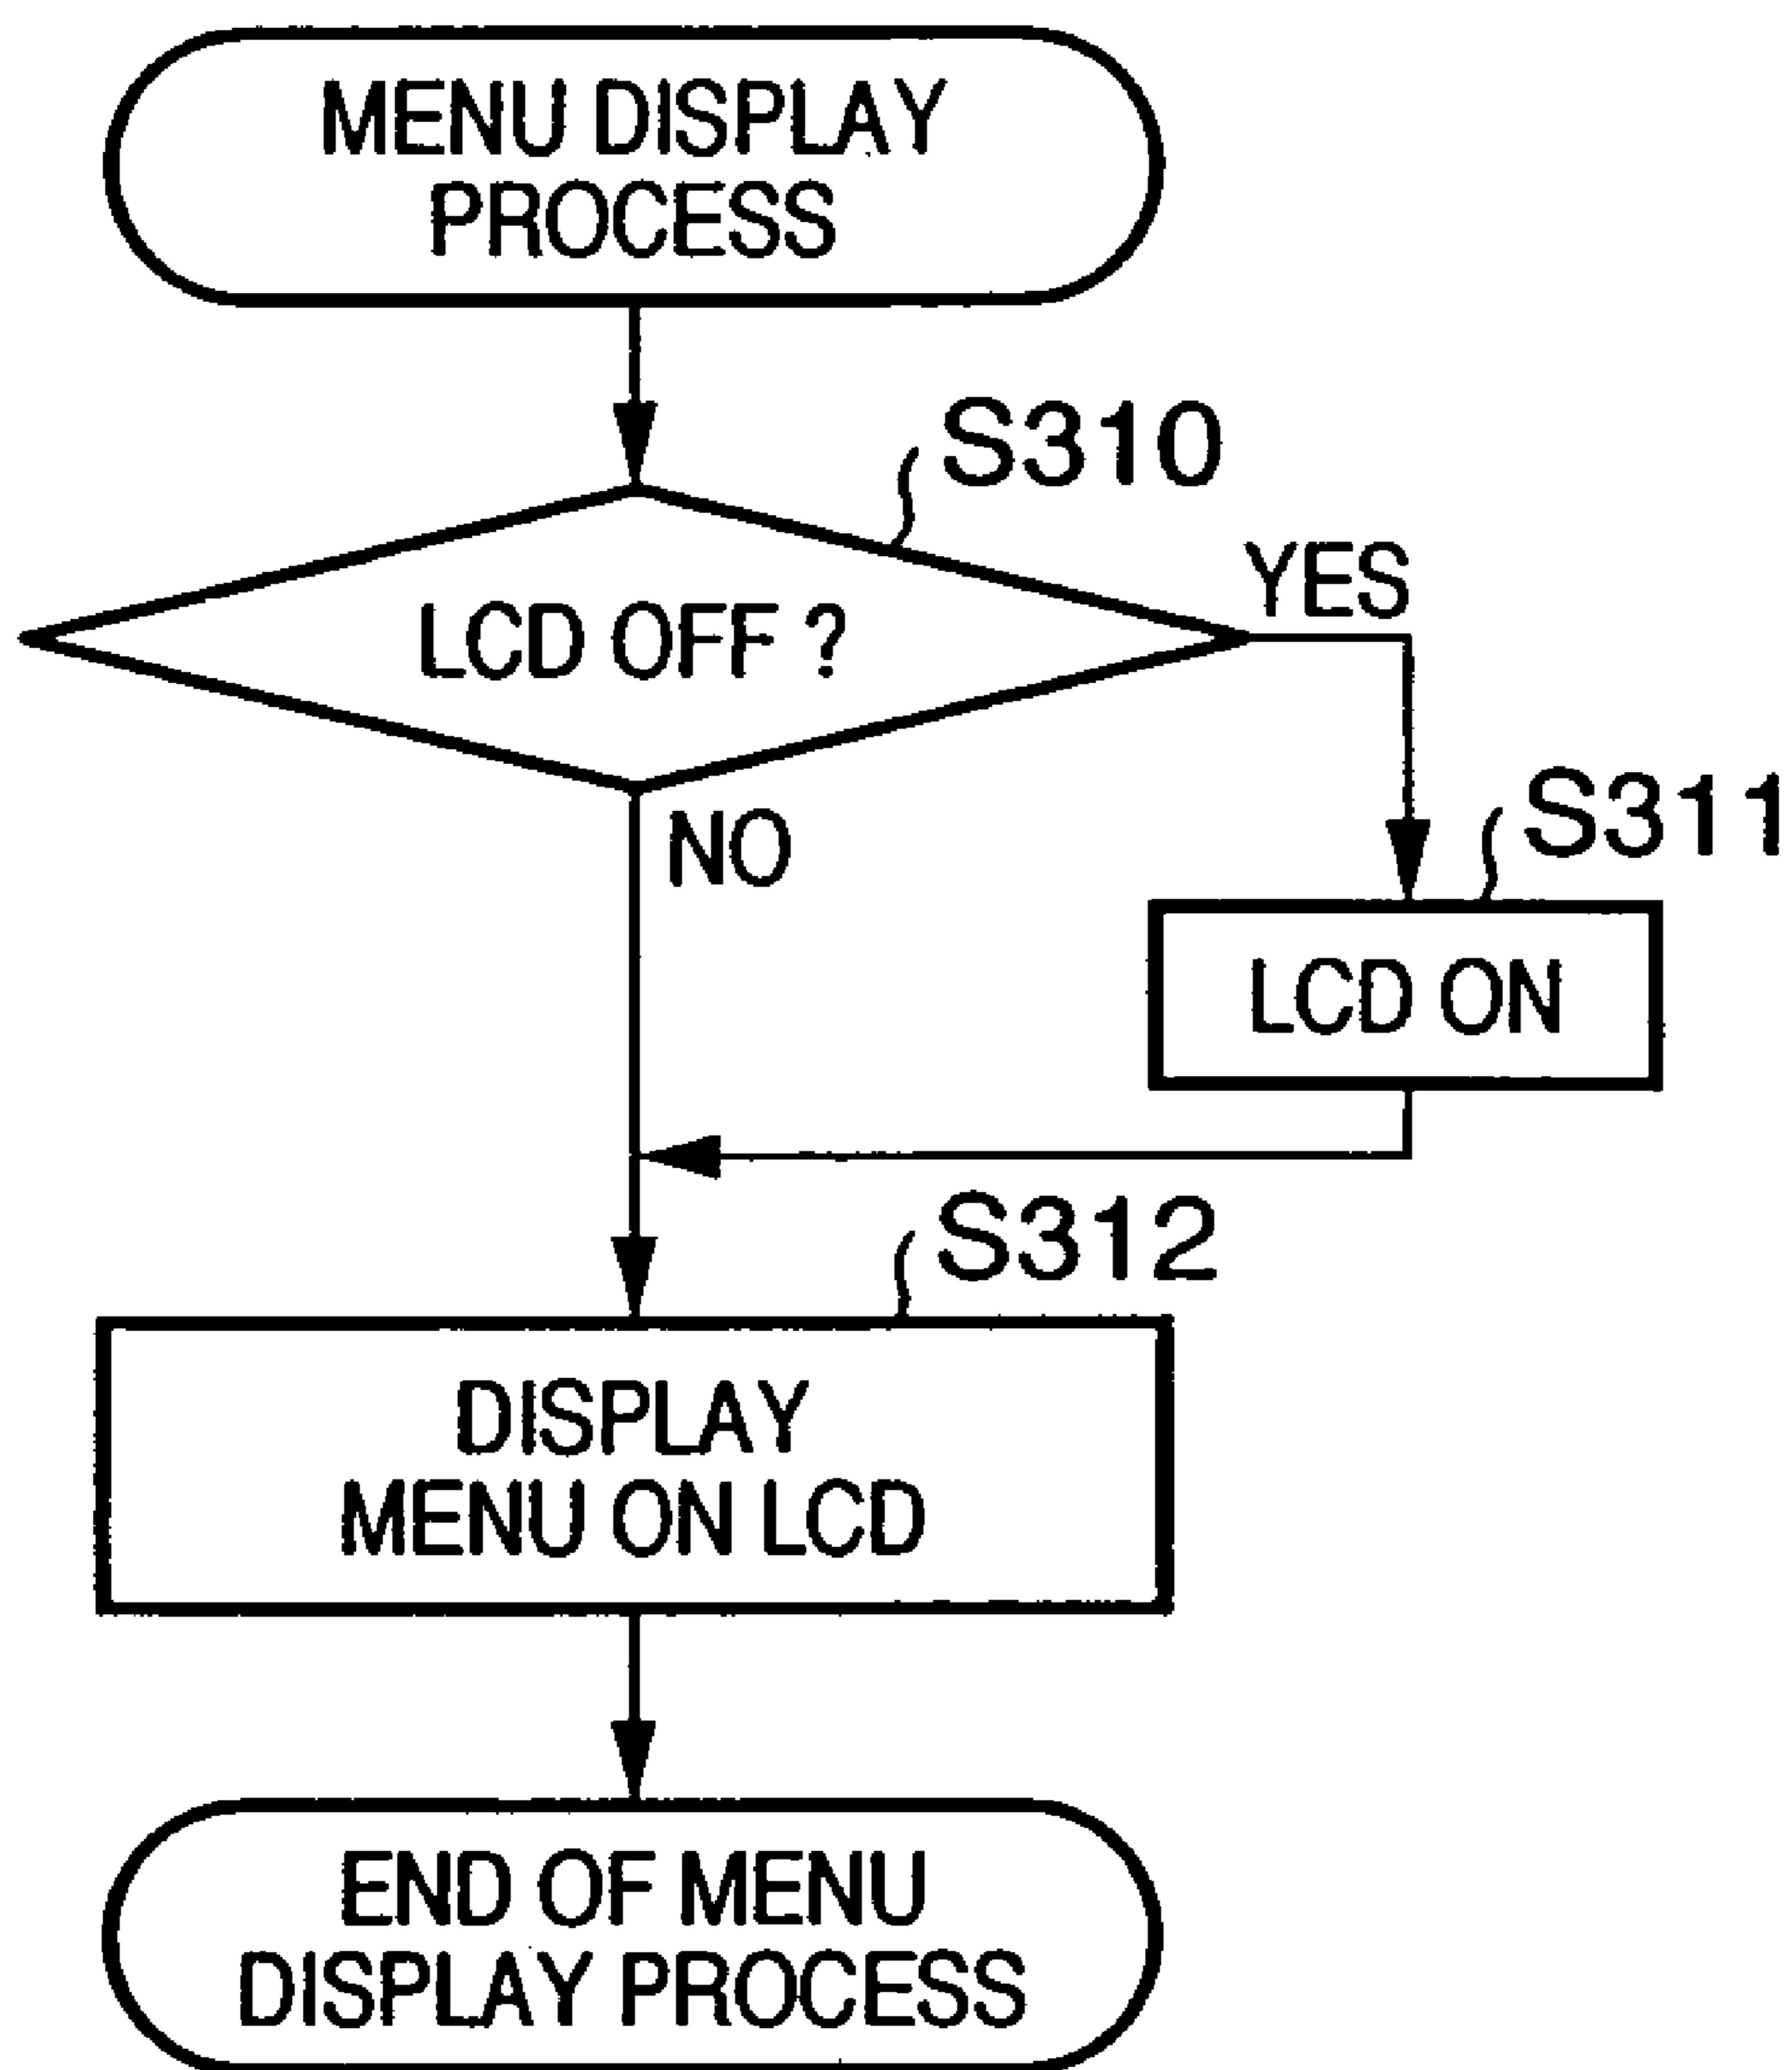 MENU DISPLAY
PROCESS
S310
LCD OFF ?
YES
NO
S311
LCD ON
S312
DISPLAY
MENU ON LCD
END OF MENU
DISPLAY PROCESS